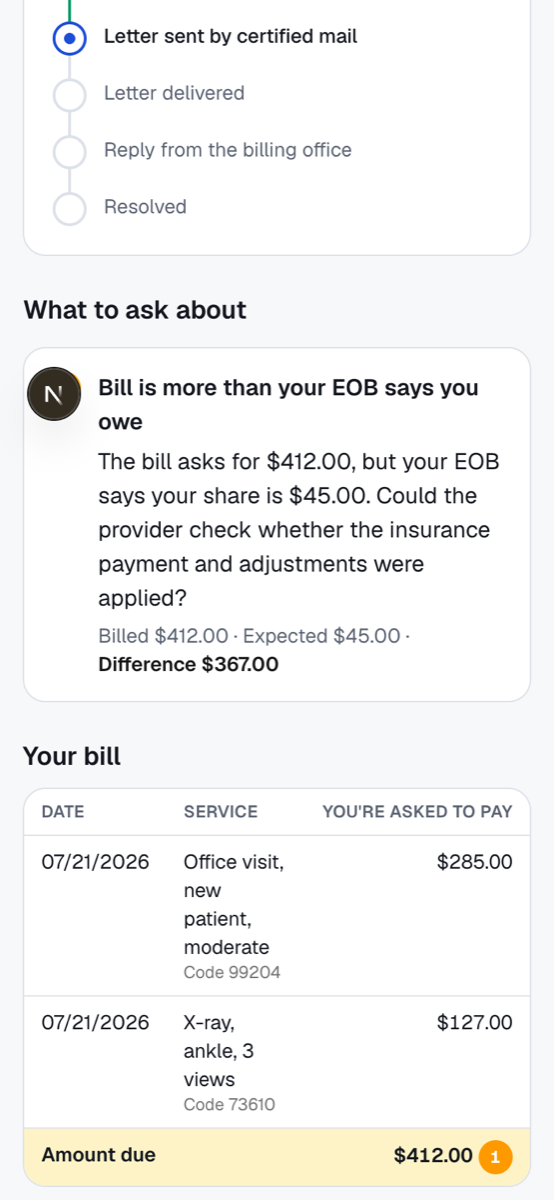 Letter sent by certified mail
Letter delivered
Reply from the billing office
Resolved
What to ask about
N
Bill is more than your EOB says you
owe
The bill asks for $412.00, but your EOB
says your share is $45.00. Could the
provider check whether the insurance
payment and adjustments were
applied?
Billed $412.00 · Expected $45.00 ·
Difference $367.00
Your bill
DATE SERVICE YOU'RE ASKED TO PAY
07/21/2026 Office visit, $285.00
new
patient,
moderate
Code 99204
07/21/2026 X-ray, $127.00
ankle, 3
views
Code 73610
Amount due $412.00 1